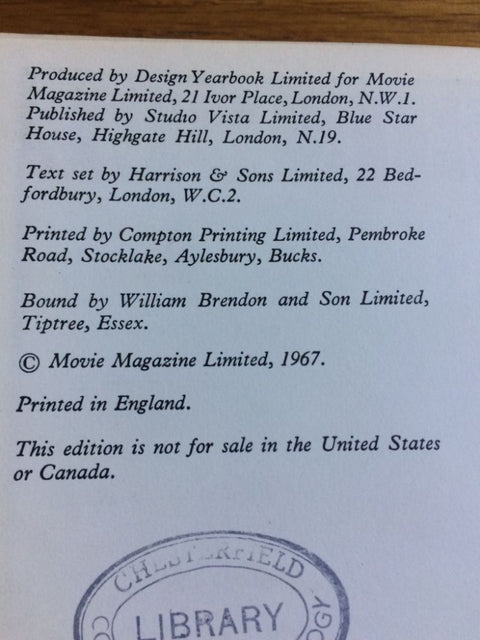 Produced by Design Yearbook Limited for Movie
Magazine Limited, 21 Ivor Place, London, N.W.1.
Published by Studio Vista Limited, Blue Star
House, Highgate Hill, London, N.19.
Text set by Harrison & Sons Limited, 22 Bed-
fordbury, London, W.C.2.
Printed by Compton Printing Limited, Pembroke
Road, Stocklake, Aylesbury, Bucks.
Bound by William Brendon and Son Limited,
Tiptree, Essex.
© Movie Magazine Limited, 1967.
Printed in England.
This edition is not for sale in the United States
or Canada.
CHESTERFIELD
LIBRARY